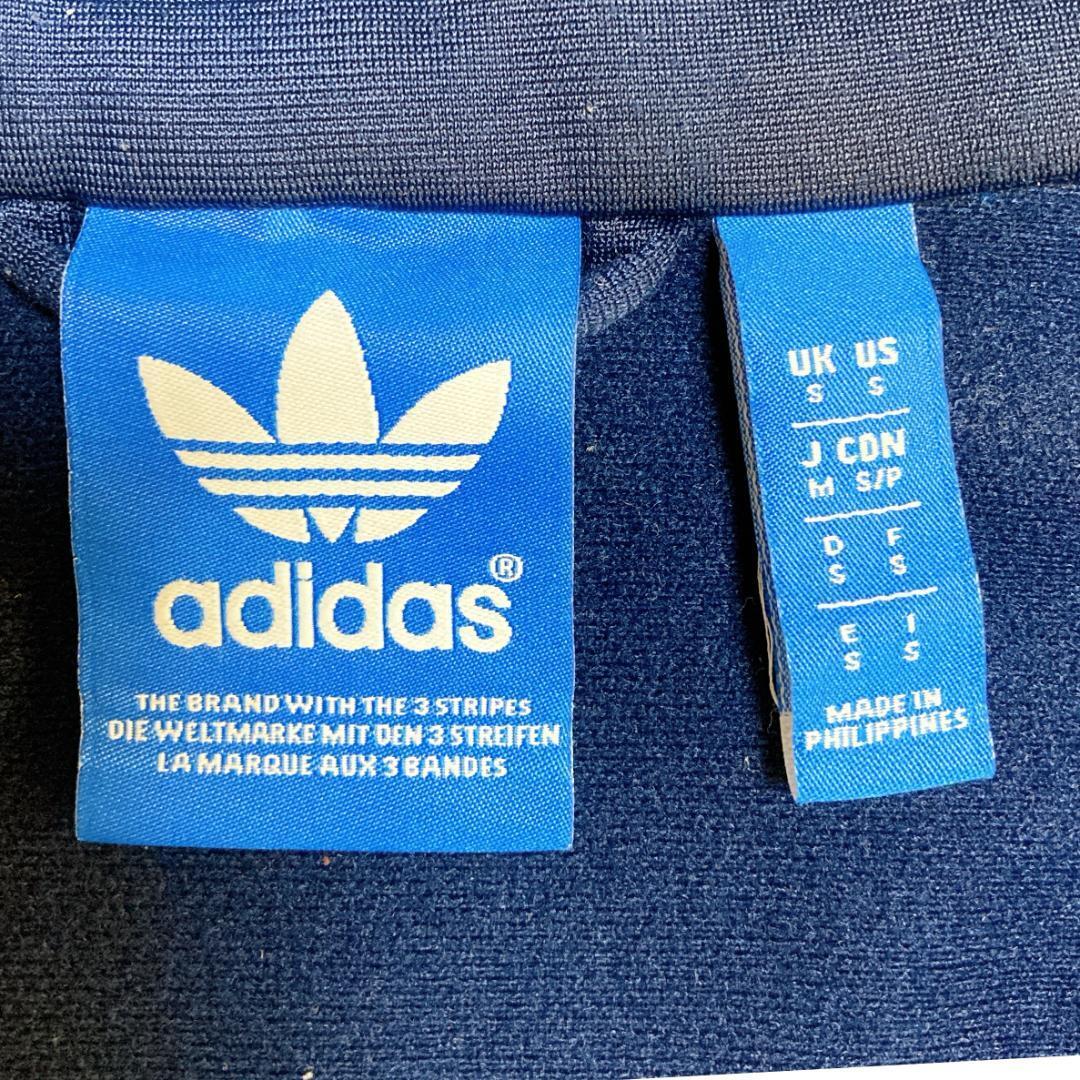 adidas®
THE BRAND WITH THE 3 STRIPES
DIE WELTMARKE MIT DEN 3 STREIFEN
LA MARQUE AUX 3 BANDES
UK US
S S
J CDN
M S/P
D F
S S
E I
S S
MADE IN
PHILIPPINES